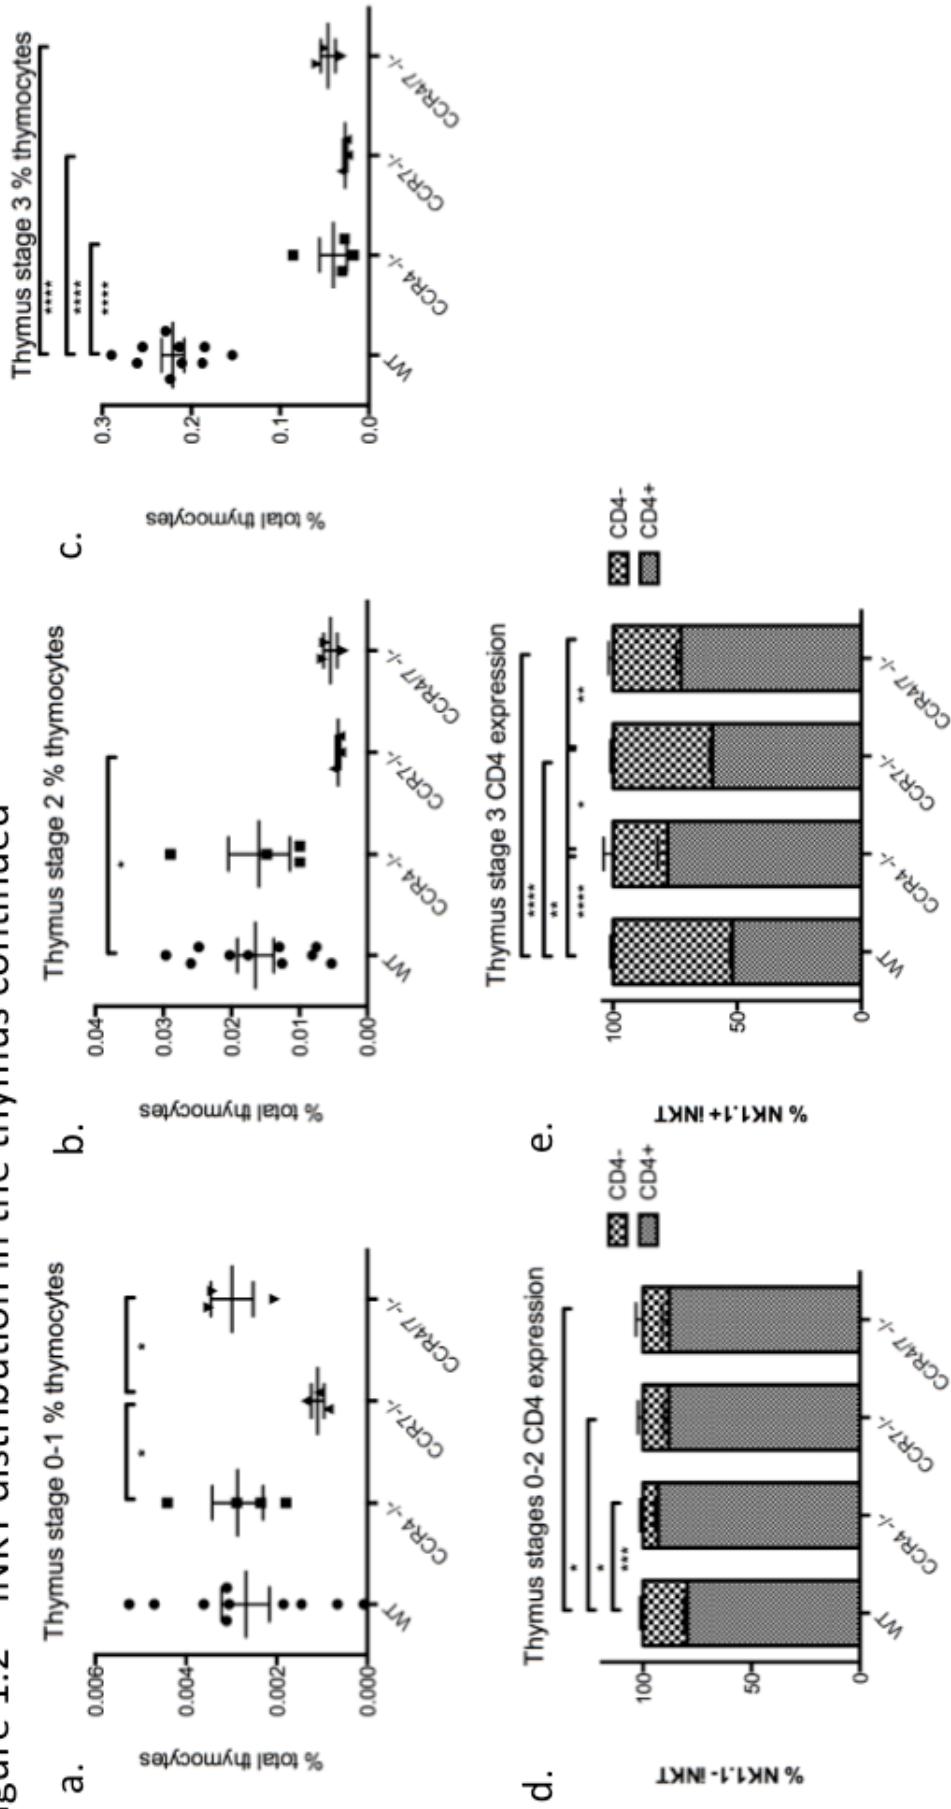 gure 1.2 iNKT distribution in the thymus continued
a.
Thymus stage 0-1 % thymocytes
% total thymocytes
0.006
0.004
0.002
0.000
* *
WT CCR4 -/- CCR7-/- CCR4/7 -/-
b.
Thymus stage 2 % thymocytes
% total thymocytes
0.04
0.03
0.02
0.01
0.00
*
WT CCR4 -/- CCR7-/- CCR4/7 -/-
c.
Thymus stage 3 % thymocytes
% total thymocytes
0.3
0.2
0.1
0.0
****
****
****
WT CCR4 -/- CCR7-/- CCR4/7 -/-
d.
Thymus stages 0-2 CD4 expression
% NK1.1- iNKT
100
50
0
*
*
***
WT CCR4 -/- CCR7-/- CCR4/7 -/-
CD4-
CD4+
e.
Thymus stage 3 CD4 expression
% NK1.1+ iNKT
100
50
0
****
**
**** * **
WT CCR4 -/- CCR7-/- CCR4/7 -/-
CD4-
CD4+